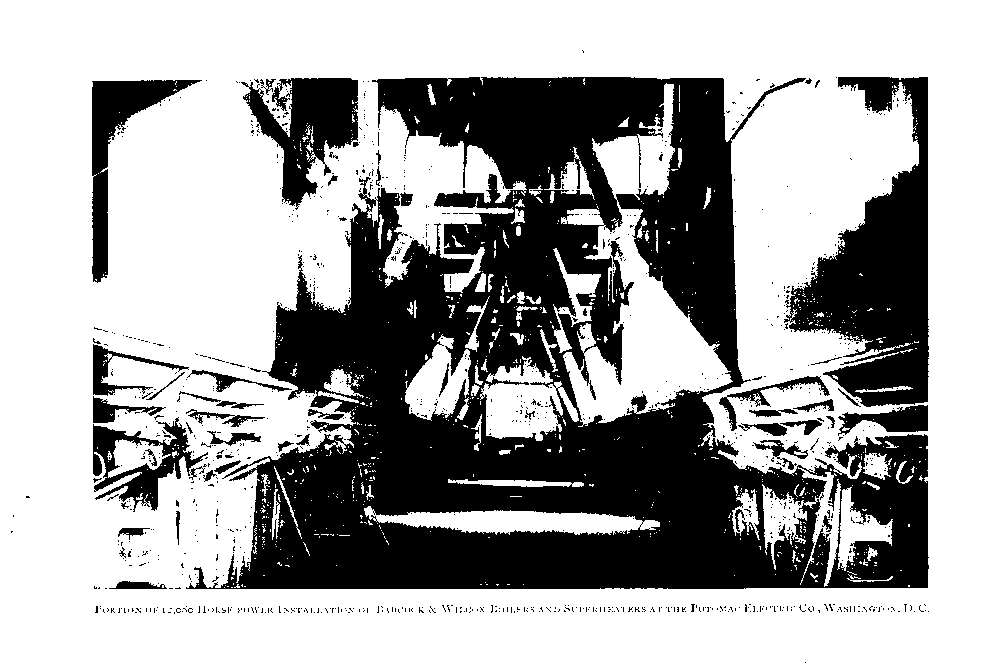 Portion of 12,080 Horse-power Installation of Babcock & Wilcox Boilers and Superheaters at the Potomac Electric Co., Washington, D. C.